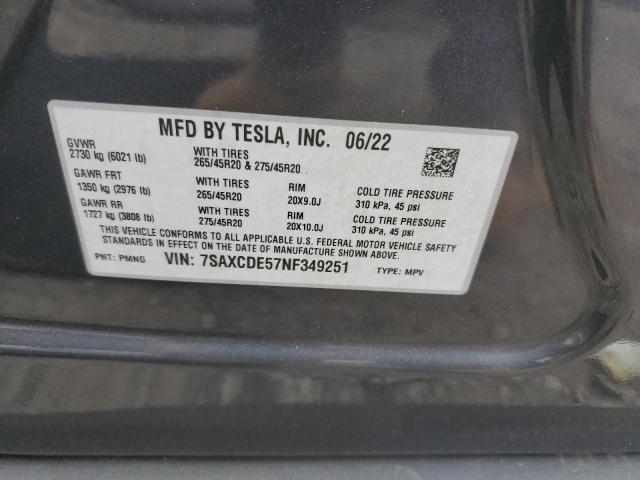 MFD BY TESLA, INC. 06/22
GVWR
2730 kg (6021 lb) WITH TIRES
265/45R20 & 275/45R20
GAWR FRT
1350 kg (2976 lb) WITH TIRES
265/45R20 RIM
20X9.0J COLD TIRE PRESSURE
310 kPa, 45 psi
GAWR RR
1727 kg (3808 lb) WITH TIRES
275/45R20 RIM
20X10.0J COLD TIRE PRESSURE
310 kPa, 45 psi
THIS VEHICLE CONFORMS TO ALL APPLICABLE U.S. FEDERAL MOTOR VEHICLE SAFETY
STANDARDS IN EFFECT ON THE DATE OF MANUFACTURE SHOWN ABOVE.
PNT: PMNG VIN: 7SAXCDE57NF349251 TYPE: MPV